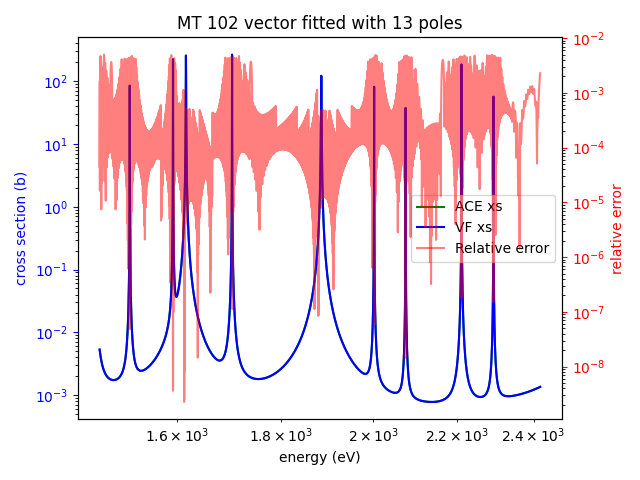 MT 102 vector fitted with 13 poles
10²
10¹
10⁰
10⁻¹
10⁻²
10⁻³
cross section (b)
10⁻²
10⁻³
10⁻⁴
10⁻⁵
10⁻⁶
10⁻⁷
10⁻⁸
relative error
ACE xs
VF xs
Relative error
1.6 × 10³ 1.8 × 10³ 2 × 10³ 2.2 × 10³ 2.4 × 10³
energy (eV)